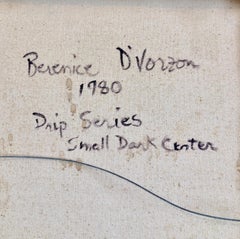 Berenice D'Vorzon
1980
Drip Series
Small Dark Center